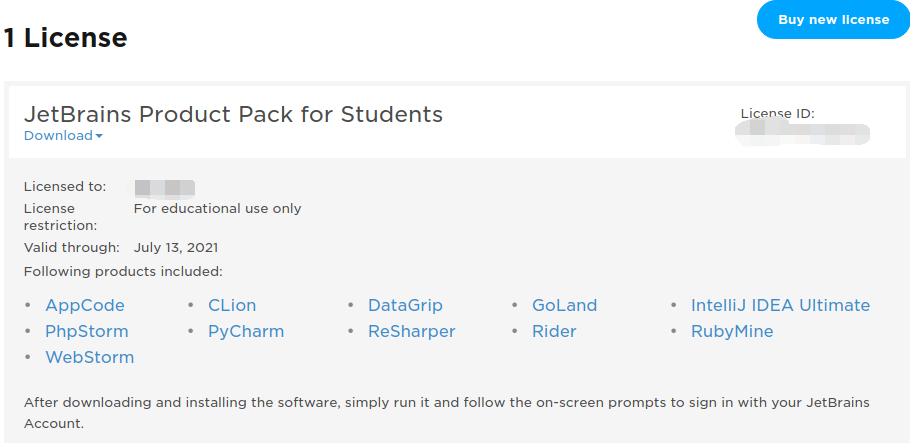 1 License
Buy new license
JetBrains Product Pack for Students
Download
License ID:
Licensed to:
License restriction: For educational use only
Valid through: July 13, 2021
Following products included:
• AppCode • CLion • DataGrip • GoLand • IntelliJ IDEA Ultimate
• PhpStorm • PyCharm • ReSharper • Rider • RubyMine
• WebStorm
After downloading and installing the software, simply run it and follow the on-screen prompts to sign in with your JetBrains
Account.